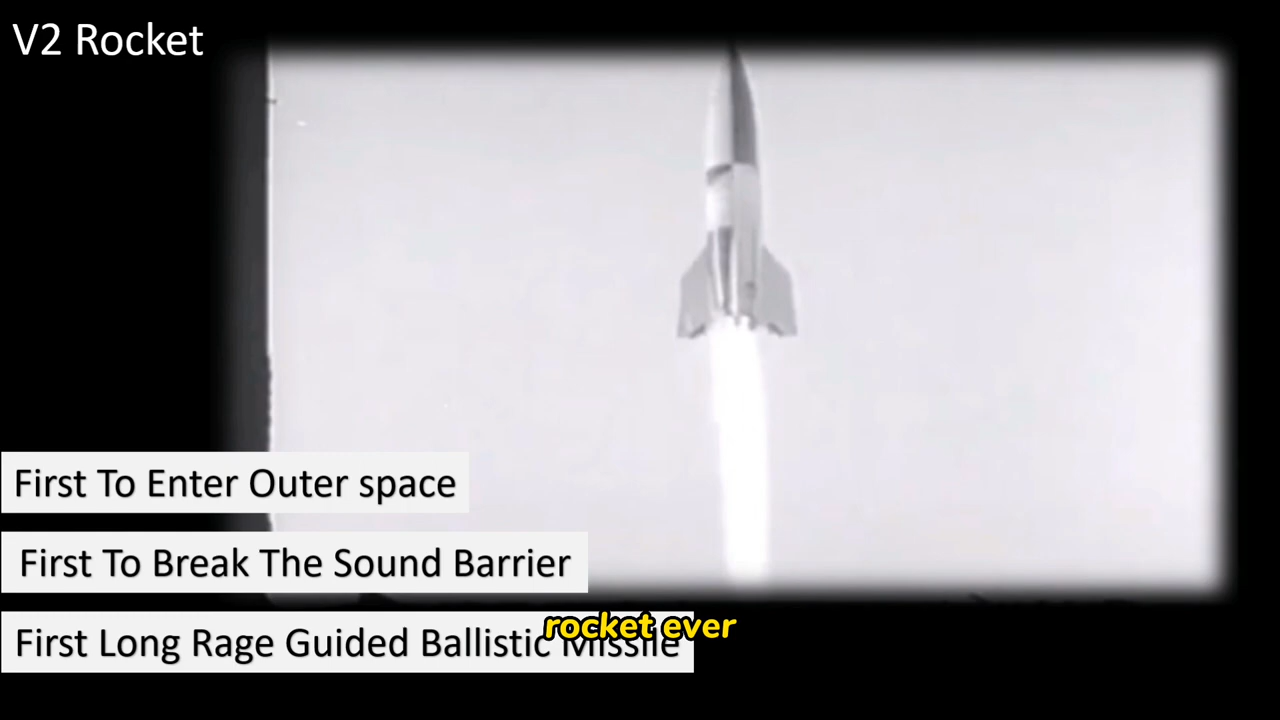 V2 Rocket
First To Enter Outer space
First To Break The Sound Barrier
rocket ever
First Long Rage Guided Ballistic Missile